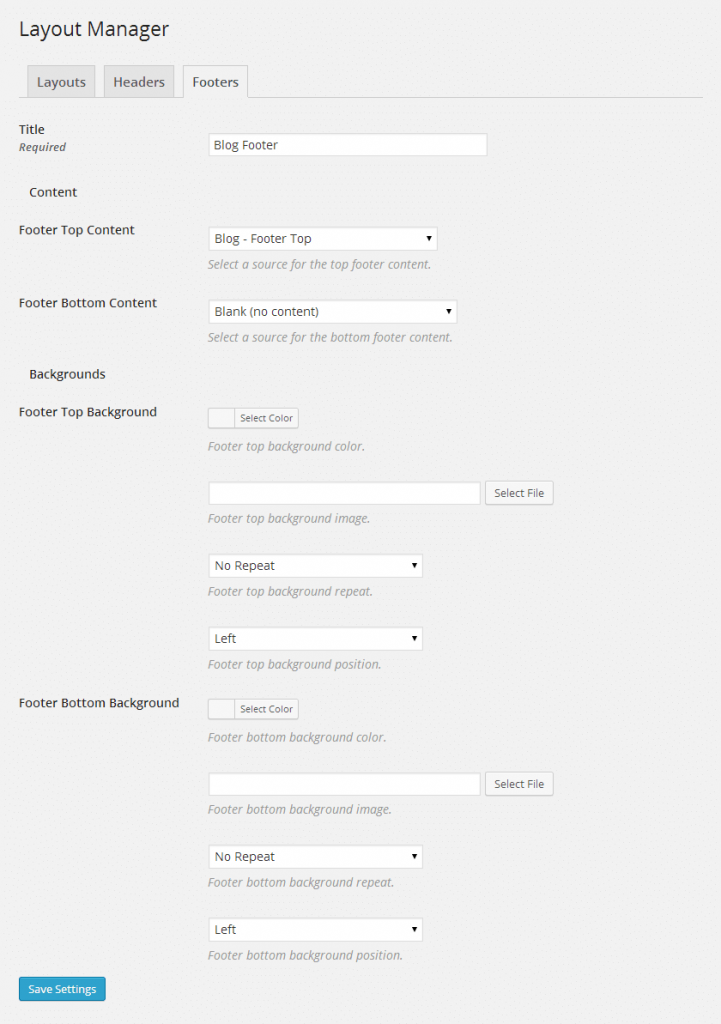 Layout Manager
Layouts Headers Footers
Title
Required
Blog Footer
Content
Footer Top Content
Blog - Footer Top
Select a source for the top footer content.
Footer Bottom Content
Blank (no content)
Select a source for the bottom footer content.
Backgrounds
Footer Top Background
Select Color
Footer top background color.
Select File
Footer top background image.
No Repeat
Footer top background repeat.
Left
Footer top background position.
Footer Bottom Background
Select Color
Footer bottom background color.
Select File
Footer bottom background image.
No Repeat
Footer bottom background repeat.
Left
Footer bottom background position.
Save Settings